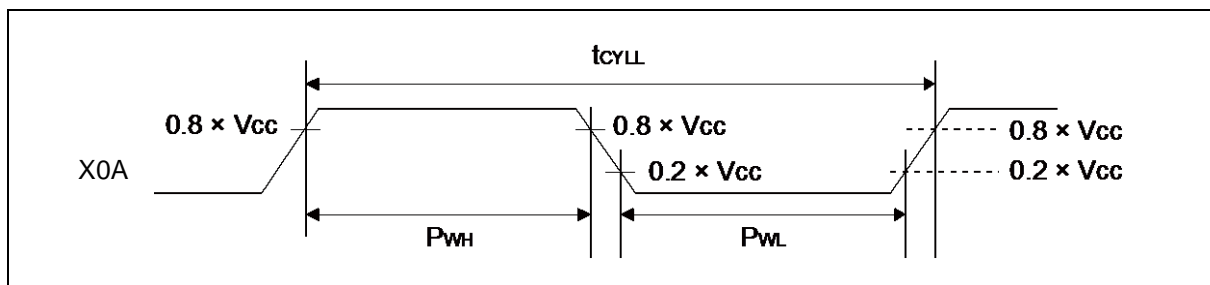 tCYLL
0.8 × Vcc 0.8 × Vcc 0.8 × Vcc
X0A 0.2 × Vcc 0.2 × Vcc
PWH PWL